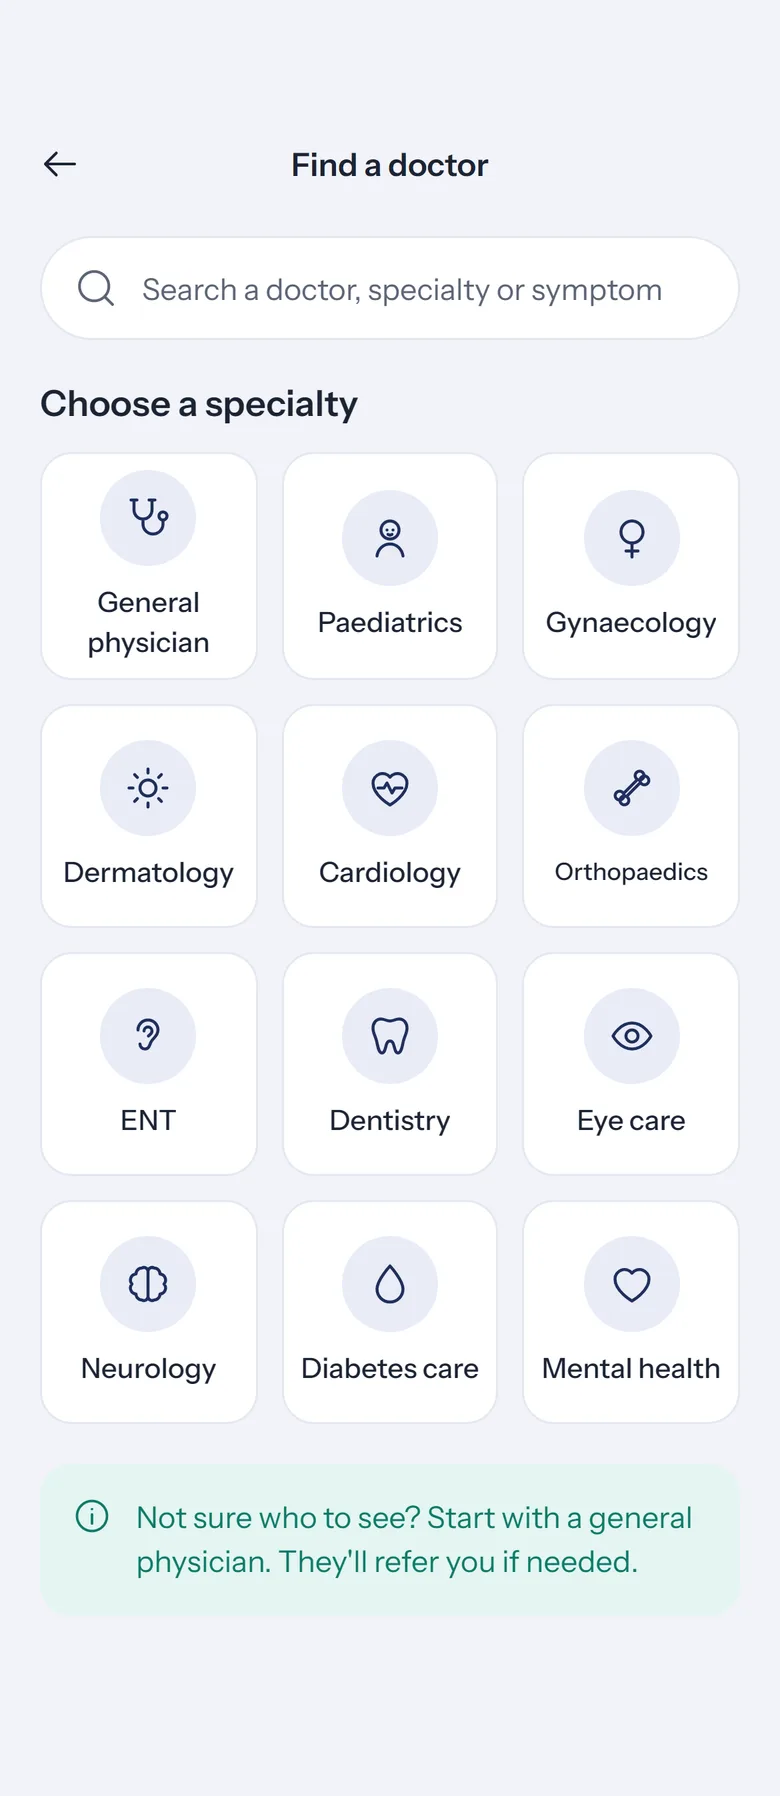 Find a doctor
Search a doctor, specialty or symptom
Choose a specialty
General
physician
Paediatrics
Gynaecology
Dermatology
Cardiology
Orthopaedics
ENT
Dentistry
Eye care
Neurology
Diabetes care
Mental health
Not sure who to see? Start with a general
physician. They'll refer you if needed.